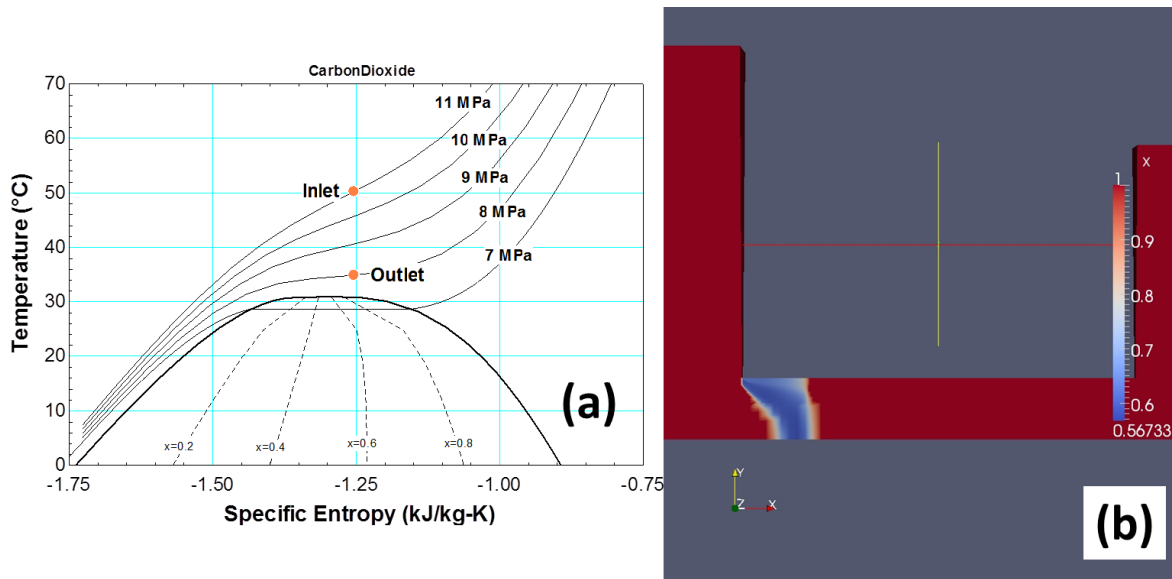 CarbonDioxide
70
60
50
40
30
20
10
0
-1.75
-1.50
-1.25
-1.00
-0.75
Temperature (°C)
Specific Entropy (kJ/kg-K)
11 MPa
10 MPa
9 MPa
8 MPa
7 MPa
Inlet
Outlet
x=0.2
x=0.4
x=0.6
x=0.8
(a)
x
1
0.9
0.8
0.7
0.6
0.56733
Y
Z
X
(b)